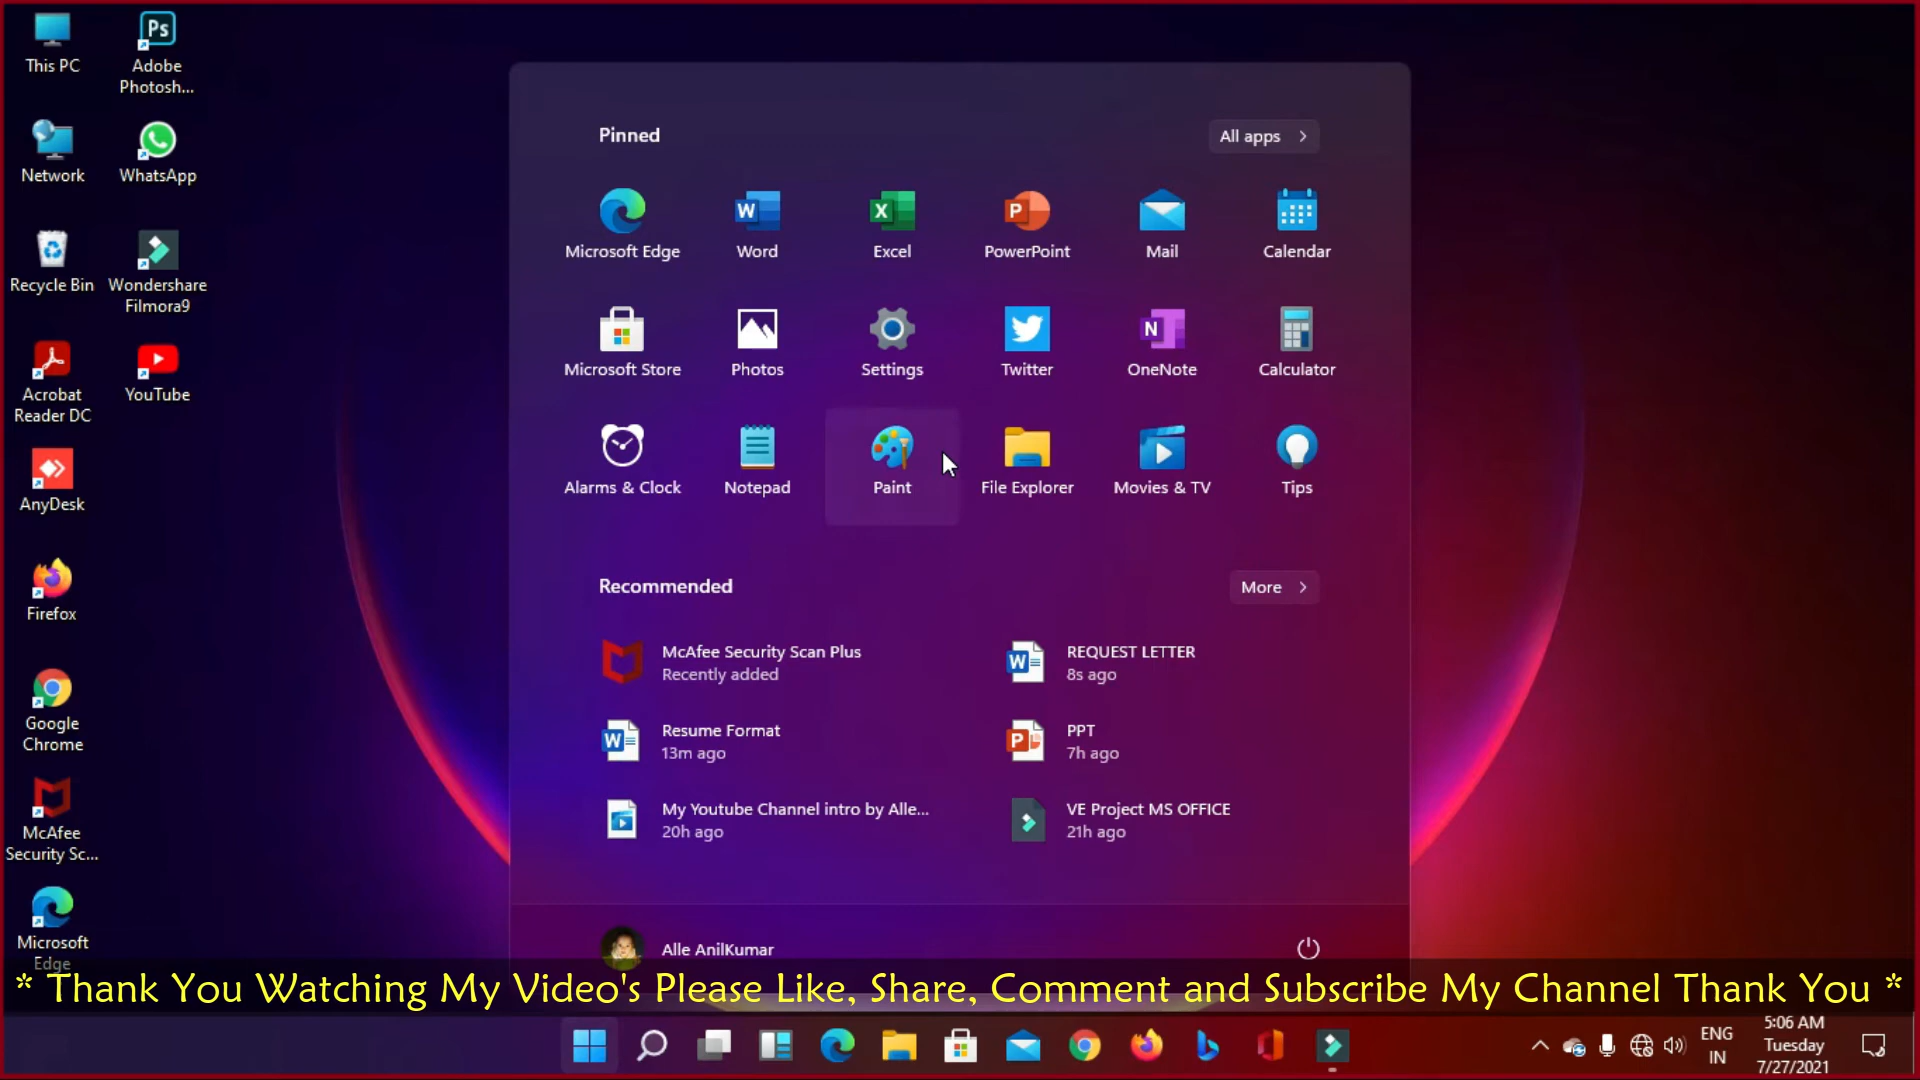 This PC
Adobe
Photosh...
Network
WhatsApp
Recycle Bin
Wondershare
Filmora9
Acrobat
Reader DC
YouTube
AnyDesk
Firefox
Google
Chrome
McAfee
Security Sc...
Microsoft
Edge
Pinned
All apps
Microsoft Edge
Word
Excel
PowerPoint
Mail
Calendar
Microsoft Store
Photos
Settings
Twitter
OneNote
Calculator
Alarms & Clock
Notepad
Paint
File Explorer
Movies & TV
Tips
Recommended
More
McAfee Security Scan Plus
Recently added
REQUEST LETTER
8s ago
Resume Format
13m ago
PPT
7h ago
My Youtube Channel intro by Alle...
20h ago
VE Project MS OFFICE
21h ago
Alle AnilKumar
* Thank You Watching My Video's Please Like, Share, Comment and Subscribe My Channel Thank You *
ENG
IN
5:06 AM
Tuesday
7/27/2021